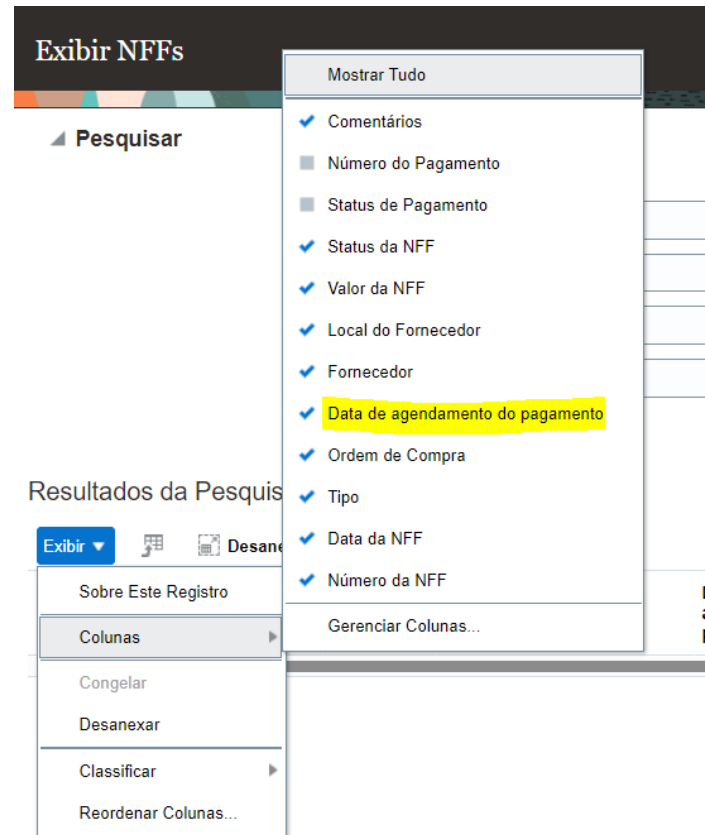 Exibir NFFs
Mostrar Tudo
Pesquisar
Comentários
Número do Pagamento
Status de Pagamento
Status da NFF
Valor da NFF
Local do Fornecedor
Fornecedor
Data de agendamento do pagamento
Ordem de Compra
Tipo
Data da NFF
Número da NFF
Gerenciar Colunas...
Resultados da Pesquis
Exibir
Desane
Sobre Este Registro
Colunas
Congelar
Desanexar
Classificar
Reordenar Colunas...